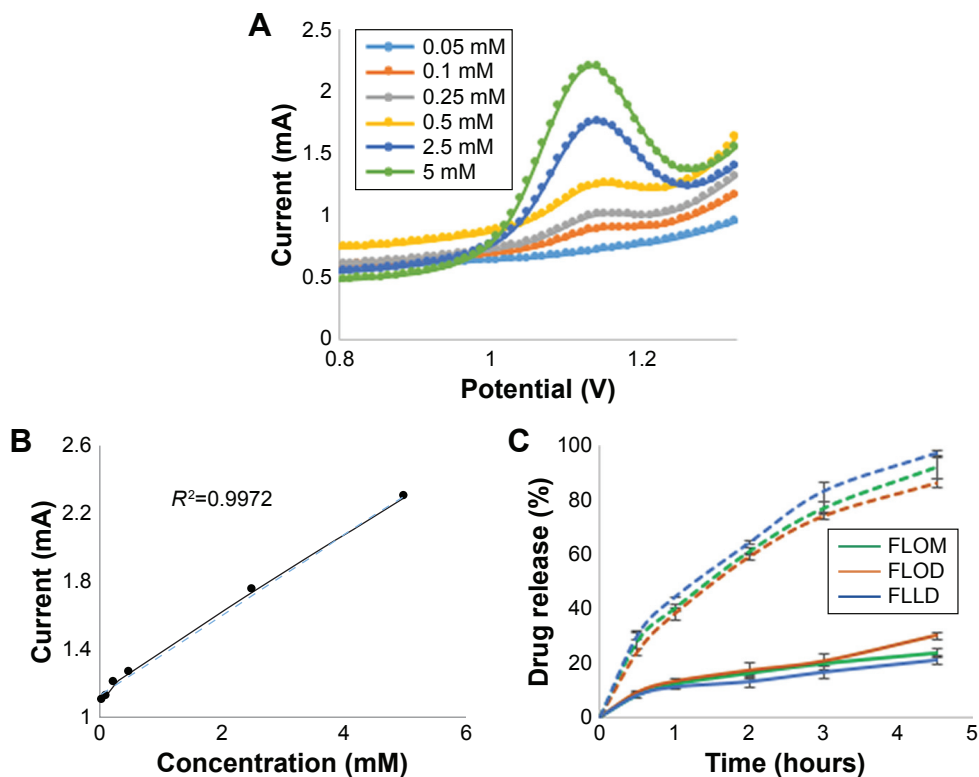 A
2.5
2
1.5
1
0.5
0
Current (mA)
0.05 mM
0.1 mM
0.25 mM
0.5 mM
2.5 mM
5 mM
0.8
1
1.2
Potential (V)
B
2.6
2.2
1.8
1.4
1
Current (mA)
R²=0.9972
0
2
4
6
Concentration (mM)
C
100
80
60
40
20
0
Drug release (%)
FLOM
FLOD
FLLD
0
1
2
3
4
5
Time (hours)